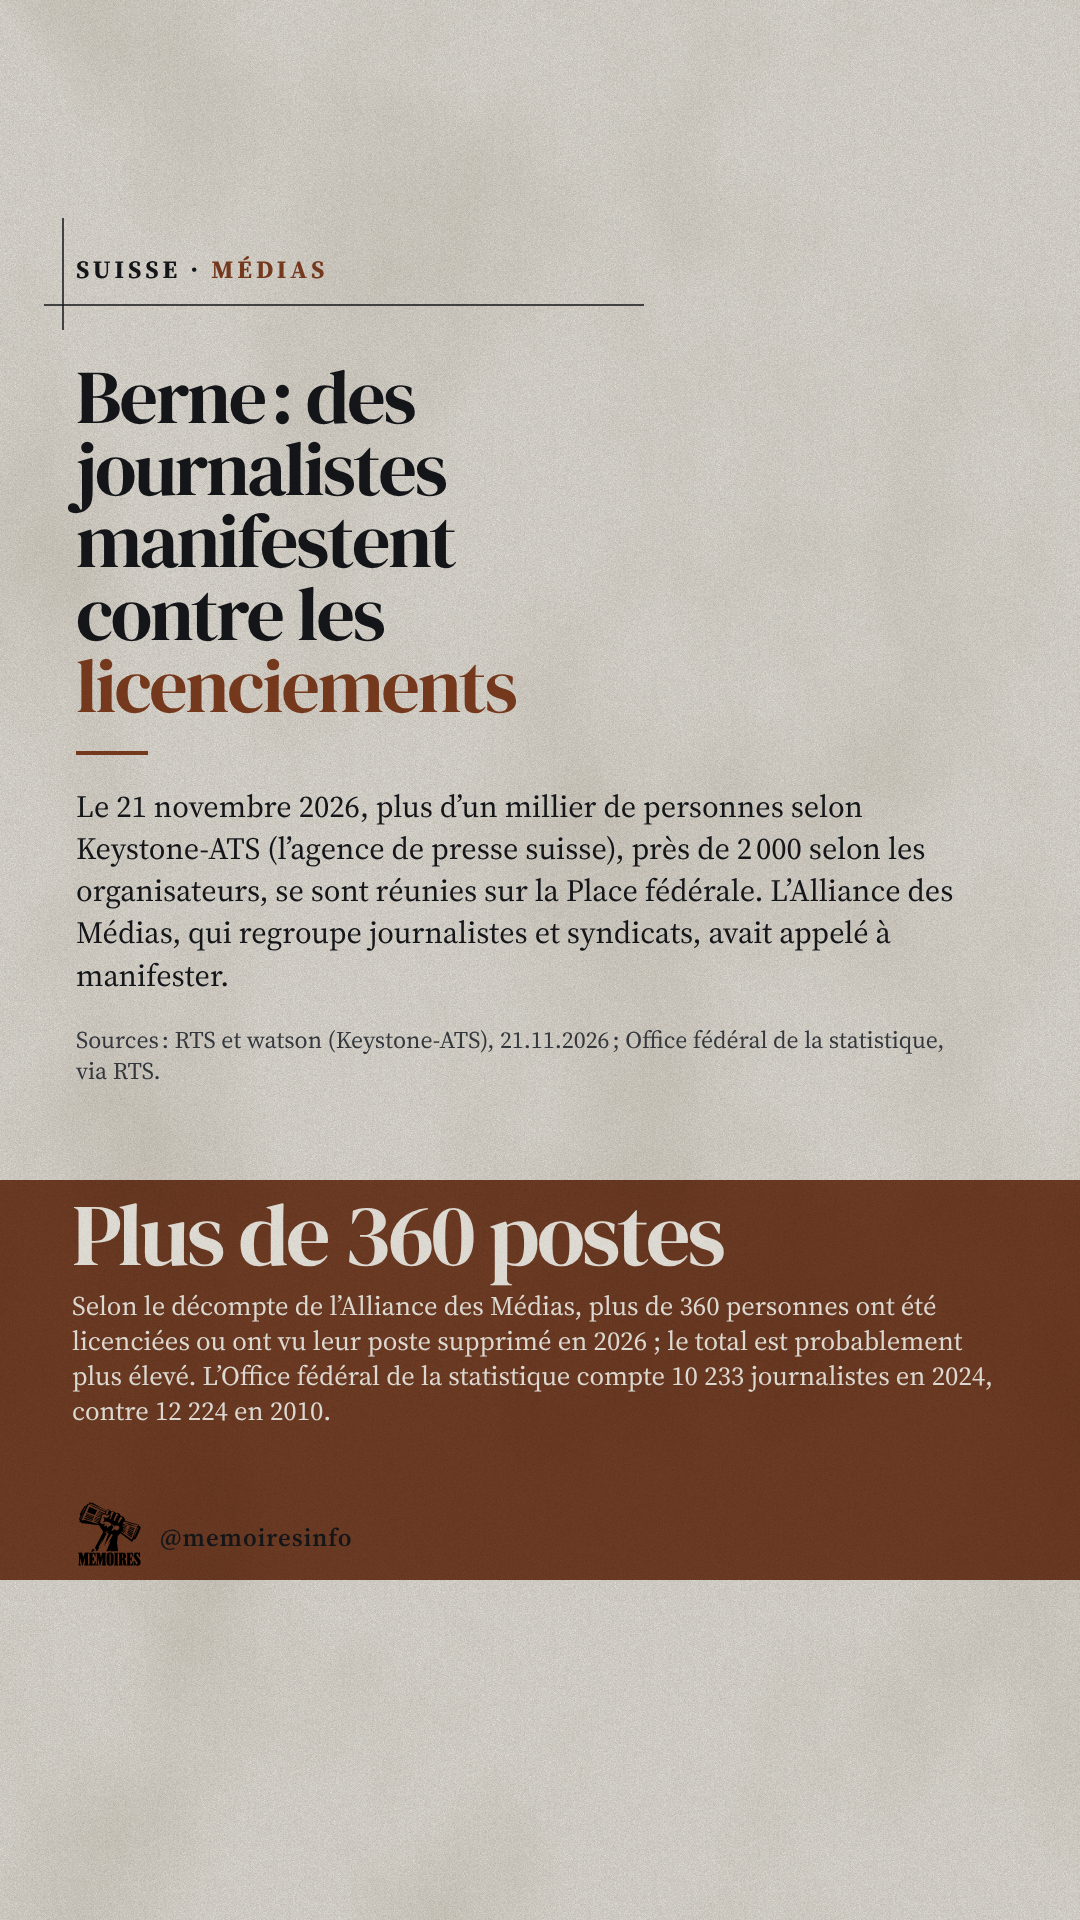 SUISSE · MÉDIAS
Berne : des
journalistes
manifestent
contre les
licenciements
Le 21 novembre 2026, plus d’un millier de personnes selon
Keystone-ATS (l’agence de presse suisse), près de 2 000 selon les
organisateurs, se sont réunies sur la Place fédérale. L’Alliance des
Médias, qui regroupe journalistes et syndicats, avait appelé à
manifester.
Sources : RTS et watson (Keystone-ATS), 21.11.2026 ; Office fédéral de la statistique,
via RTS.
Plus de 360 postes
Selon le décompte de l’Alliance des Médias, plus de 360 personnes ont été
licenciées ou ont vu leur poste supprimé en 2026 ; le total est probablement
plus élevé. L’Office fédéral de la statistique compte 10 233 journalistes en 2024,
contre 12 224 en 2010.
MÉMOIRES
@memoiresinfo